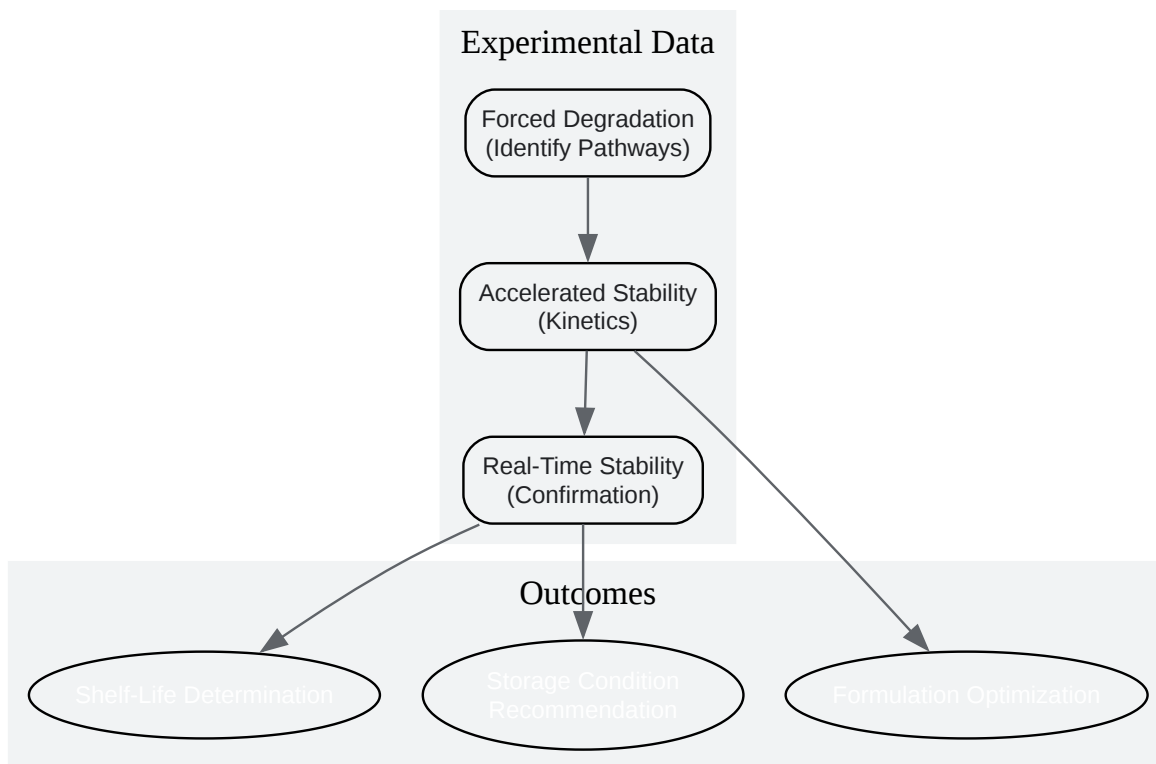 Experimental Data
Forced Degradation
(Identify Pathways)
Accelerated Stability
(Kinetics)
Real-Time Stability
(Confirmation)
Outcomes
Shelf-Life Determination
Storage Condition
Recommendation
Formulation Optimization